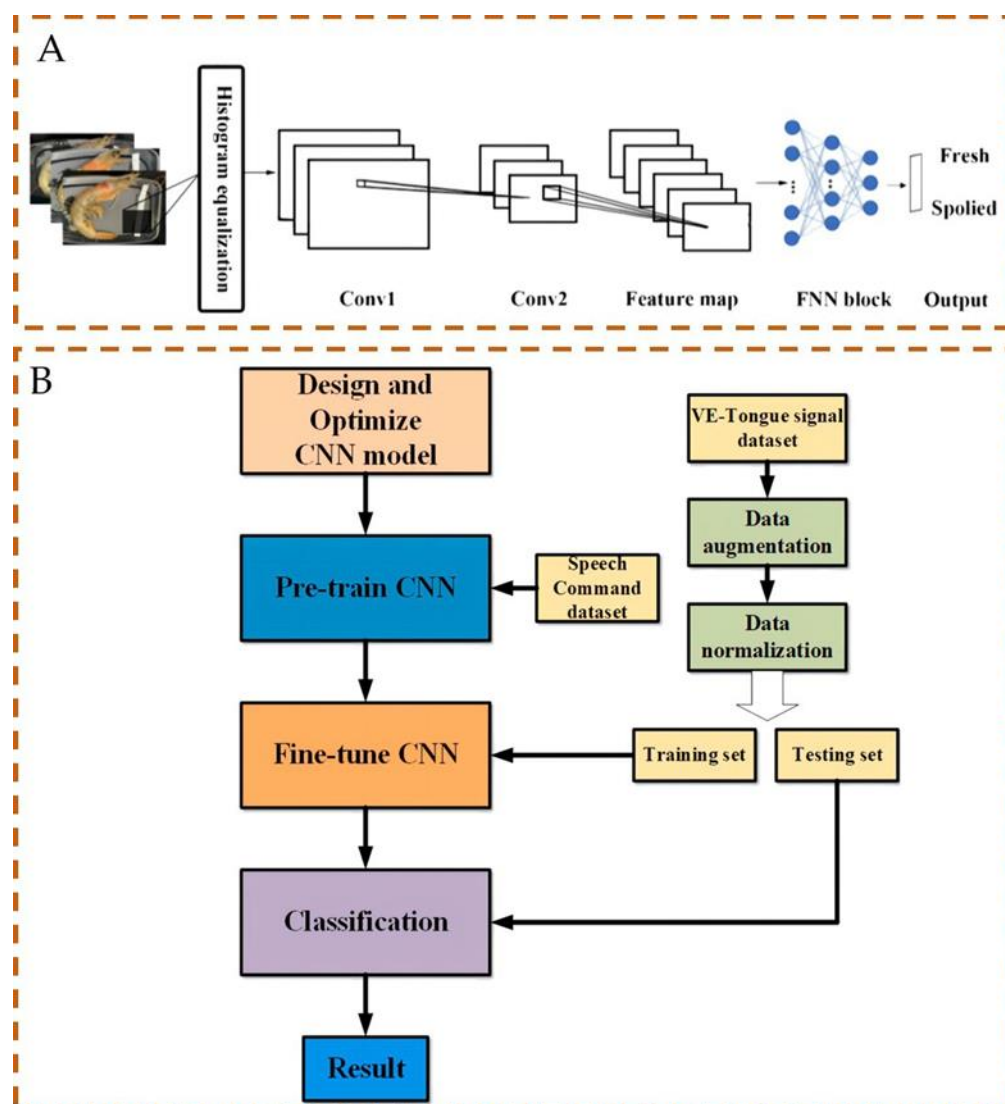 A
Histogram equalization
Fresh
Spolied
Conv1
Conv2
Feature map
FNN block
Output
B
Design and
Optimize
CNN model
VE-Tongue signal
dataset
Data
augmentation
Pre-train CNN
Speech
Command
dataset
Data
normalization
Fine-tune CNN
Training set
Testing set
Classification
Result